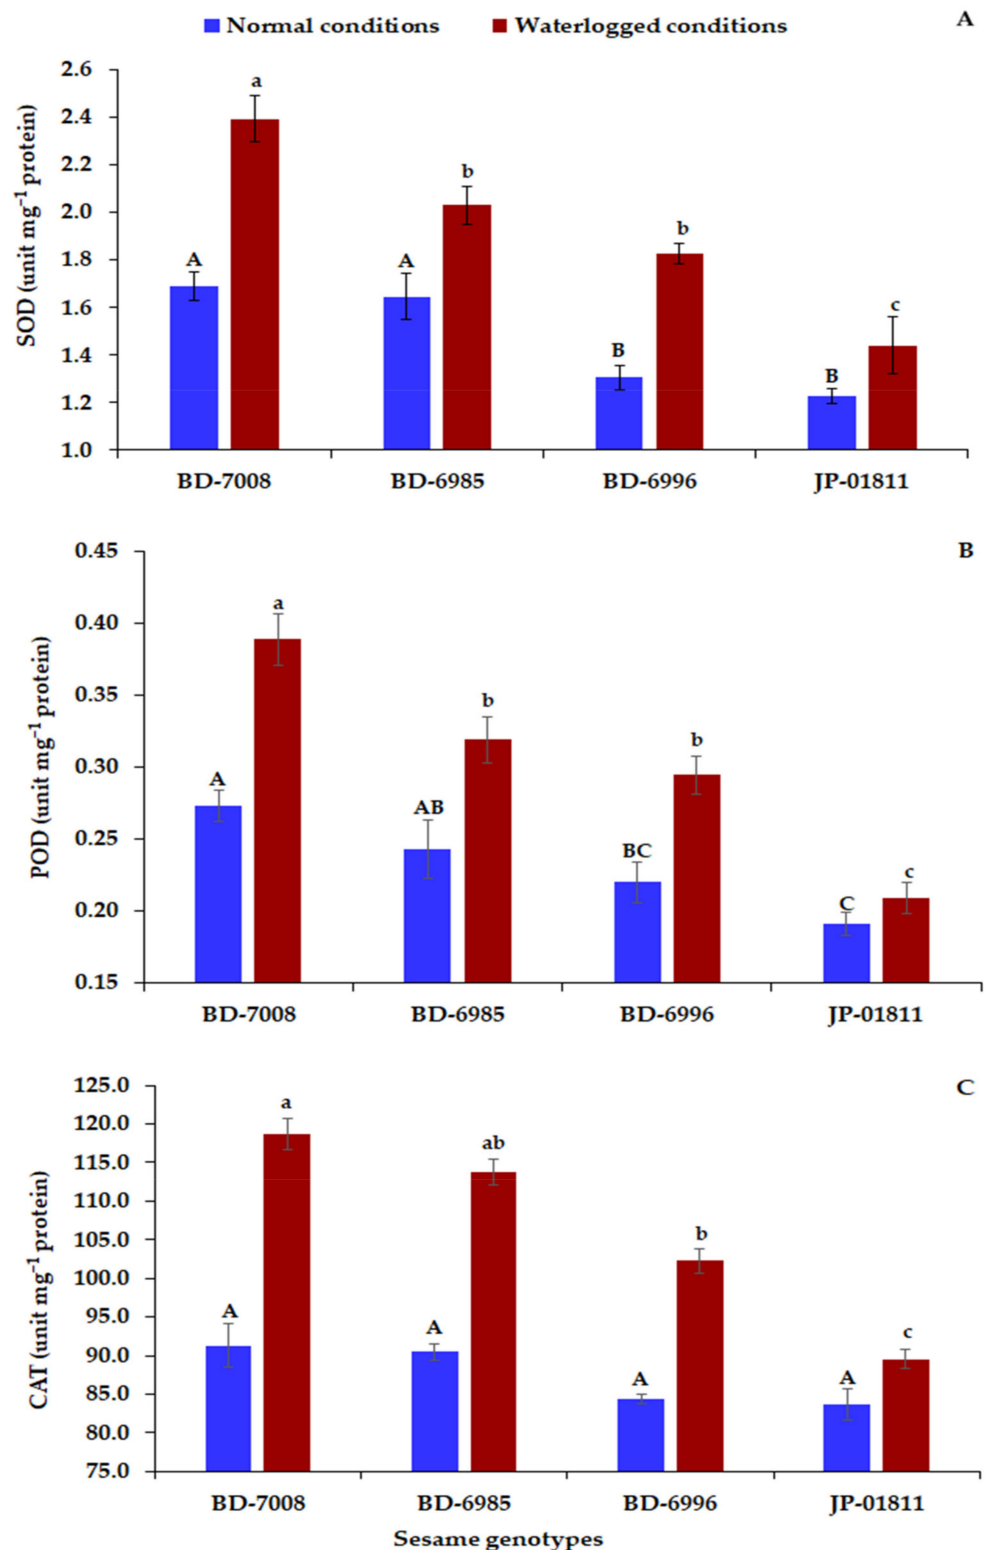 Normal conditions Waterlogged conditions A
SOD (unit mg⁻¹ protein)
2.6
2.4
2.2
2.0
1.8
1.6
1.4
1.2
1.0
A a A b B b B c
BD-7008 BD-6985 BD-6996 JP-01811
B
POD (unit mg⁻¹ protein)
0.45
0.40
0.35
0.30
0.25
0.20
0.15
A a AB b BC b C c
BD-7008 BD-6985 BD-6996 JP-01811
C
CAT (unit mg⁻¹ protein)
125.0
120.0
115.0
110.0
105.0
100.0
95.0
90.0
85.0
80.0
75.0
A a A ab A b A c
BD-7008 BD-6985 BD-6996 JP-01811
Sesame genotypes